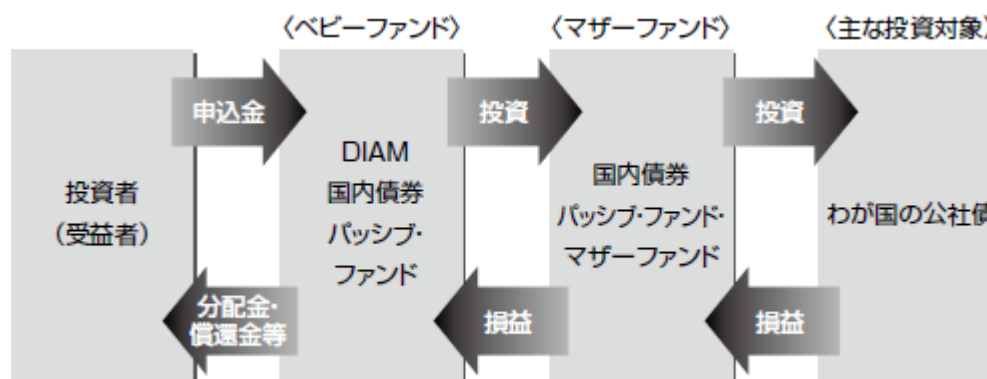 〈ベビーファンド〉
〈マザーファンド〉
〈主な投資対象〉
申込金
投資
投資
投資者
（受益者）
DIAM
国内債券
パッシブ・
ファンド
国内債券
パッシブ・ファンド・
マザーファンド
わが国の公社債
分配金・
償還金等
損益
損益